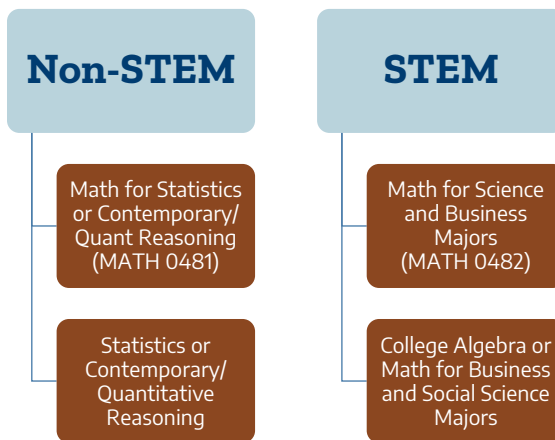 Non-STEM
Math for Statistics
or Contemporary/
Quant Reasoning
(MATH 0481)
Statistics or
Contemporary/
Quantitative
Reasoning
STEM
Math for Science
and Business
Majors
(MATH 0482)
College Algebra or
Math for Business
and Social Science
Majors